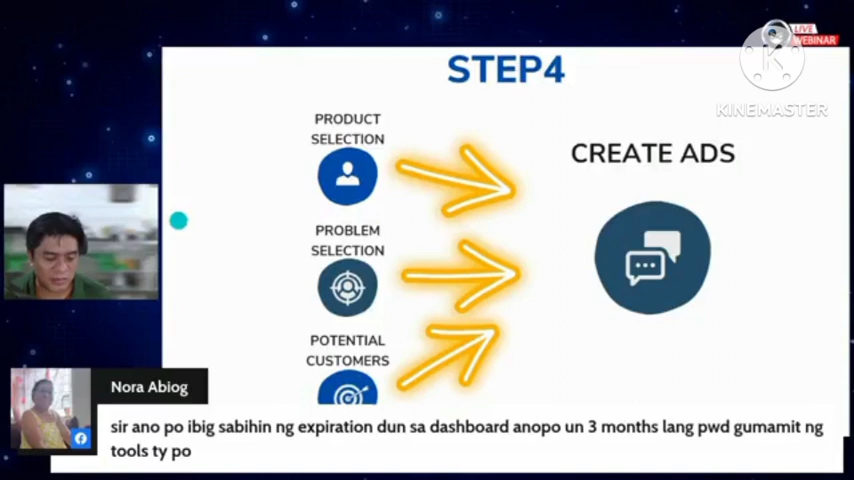 LIVE
WEBINAR
KINEMASTER
STEP4
PRODUCT
SELECTION
CREATE ADS
PROBLEM
SELECTION
POTENTIAL
CUSTOMERS
Nora Abiog
sir ano po ibig sabihin ng expiration dun sa dashboard anopo un 3 months lang pwd gumamit ng
tools ty po